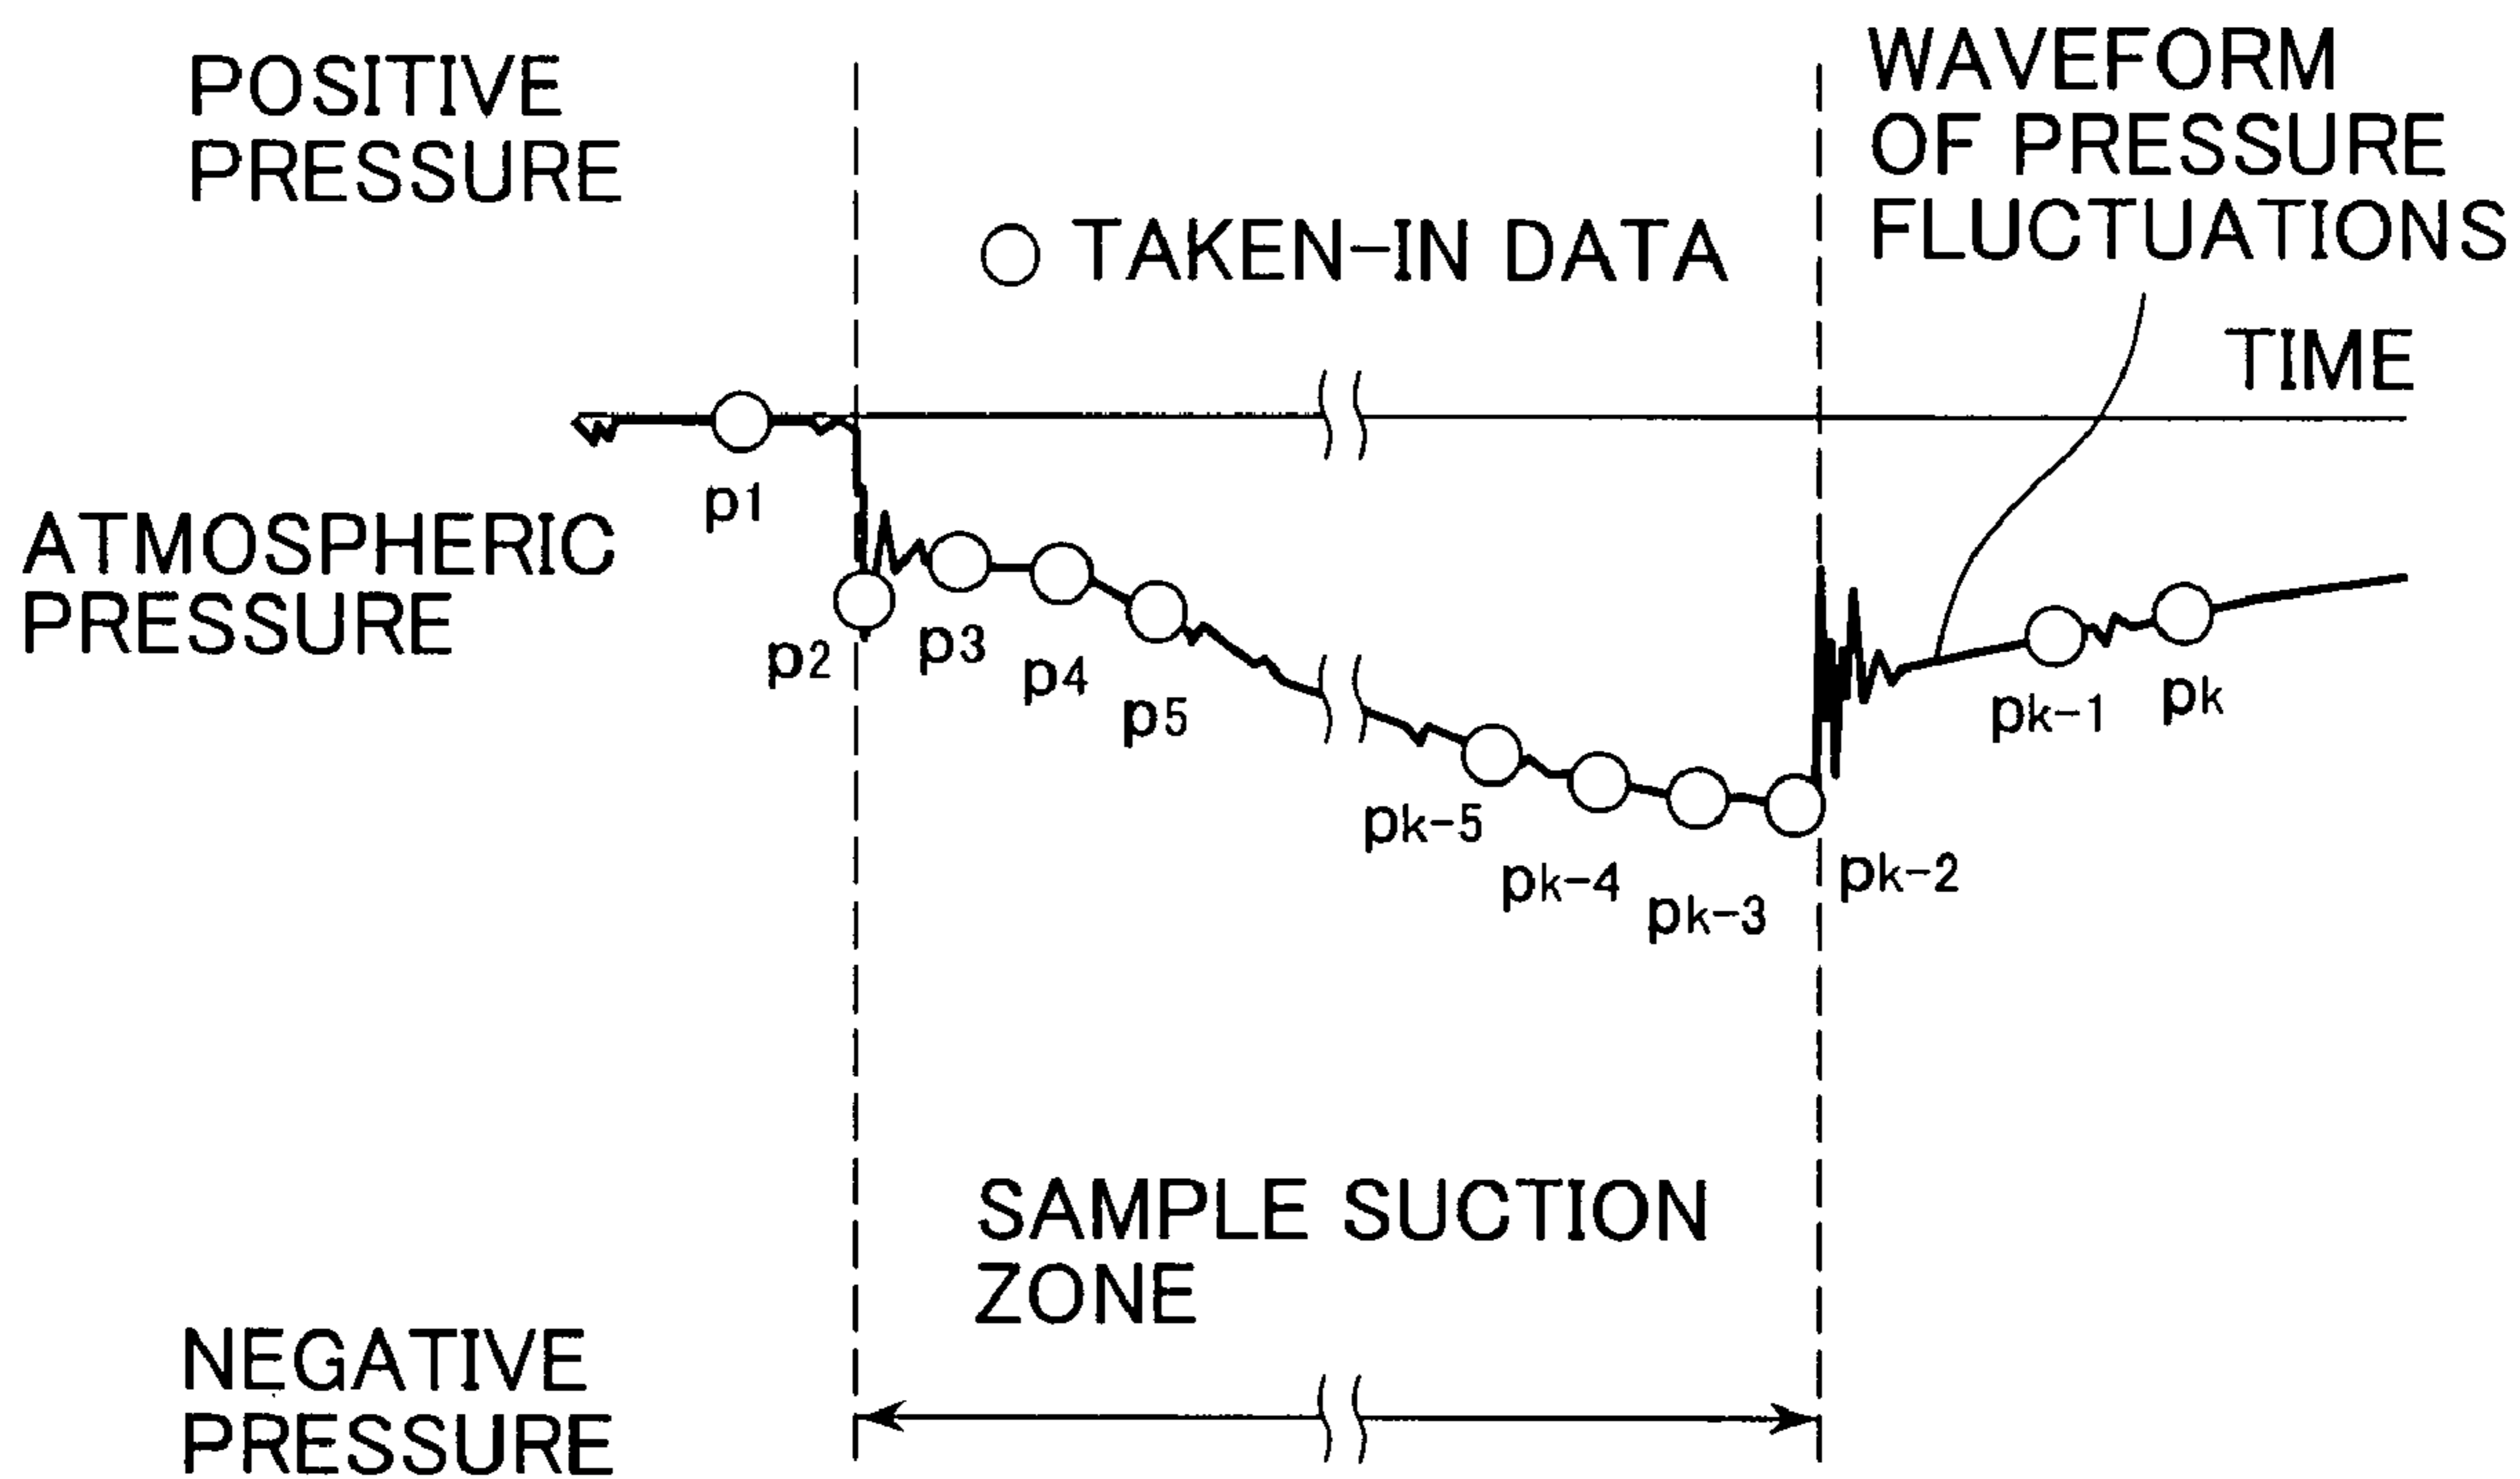 POSITIVE
PRESSURE
WAVEFORM
OF PRESSURE
FLUCTUATIONS
TAKEN-IN DATA
TIME
p1
ATMOSPHERIC
PRESSURE
p2
p3
p4
p5
pk-5
pk-4
pk-3
pk-2
pk-1
pk
SAMPLE SUCTION
ZONE
NEGATIVE
PRESSURE